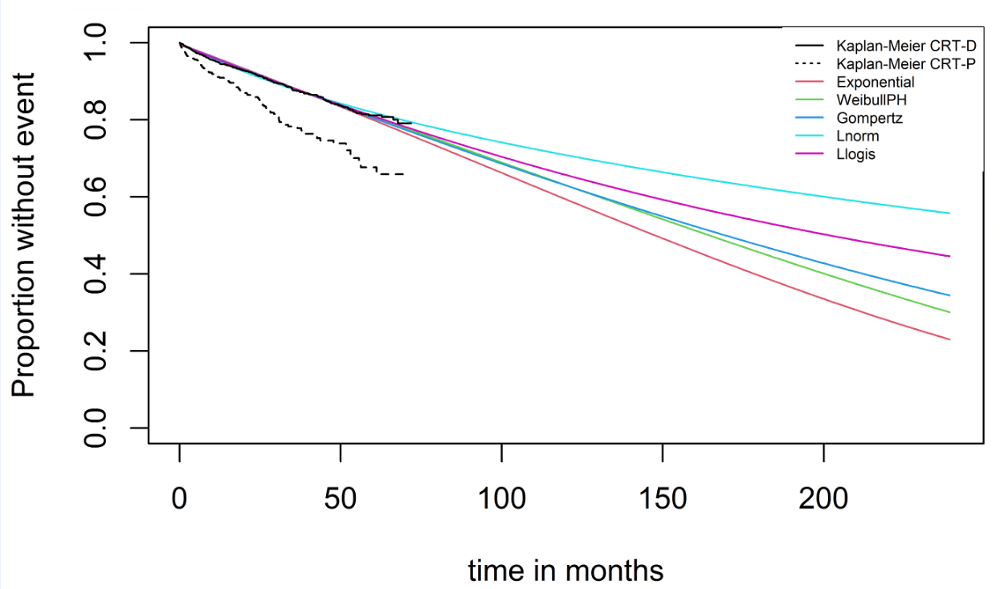 Kaplan-Meier CRT-D
Kaplan-Meier CRT-P
Exponential
WeibullPH
Gompertz
Lnorm
Llogis
Proportion without event
1.0
0.8
0.6
0.4
0.2
0.0
0 50 100 150 200
time in months